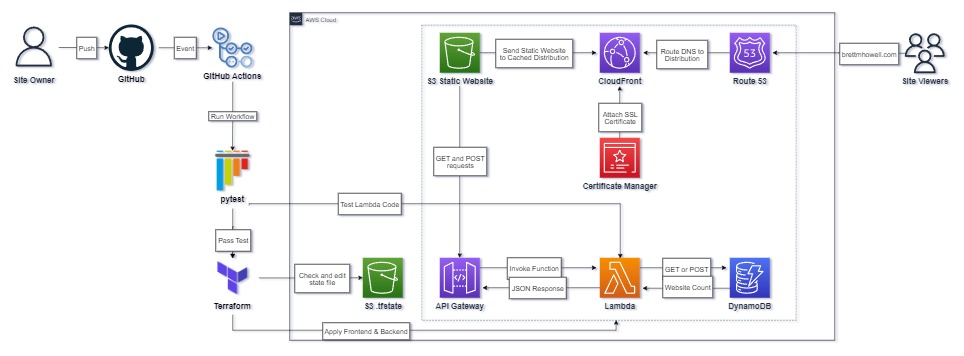 aws
AWS Cloud
Site Owner
Push
GitHub
Event
GitHub Actions
S3 Static Website
Send Static Website
to Cached Distribution
CloudFront
Route DNS to
Distribution
53
Route 53
brettmhowell.com
Site Viewers
Run Workflow
Attach SSL
Certificate
GET and POST
requests
Certificate Manager
pytest
Test Lambda Code
Pass Test
Terraform
Check and edit
state file
S3 .tfstate
API Gateway
Invoke Function
JSON Response
Lambda
GET or POST
Website Count
DynamoDB
Apply Frontend & Backend